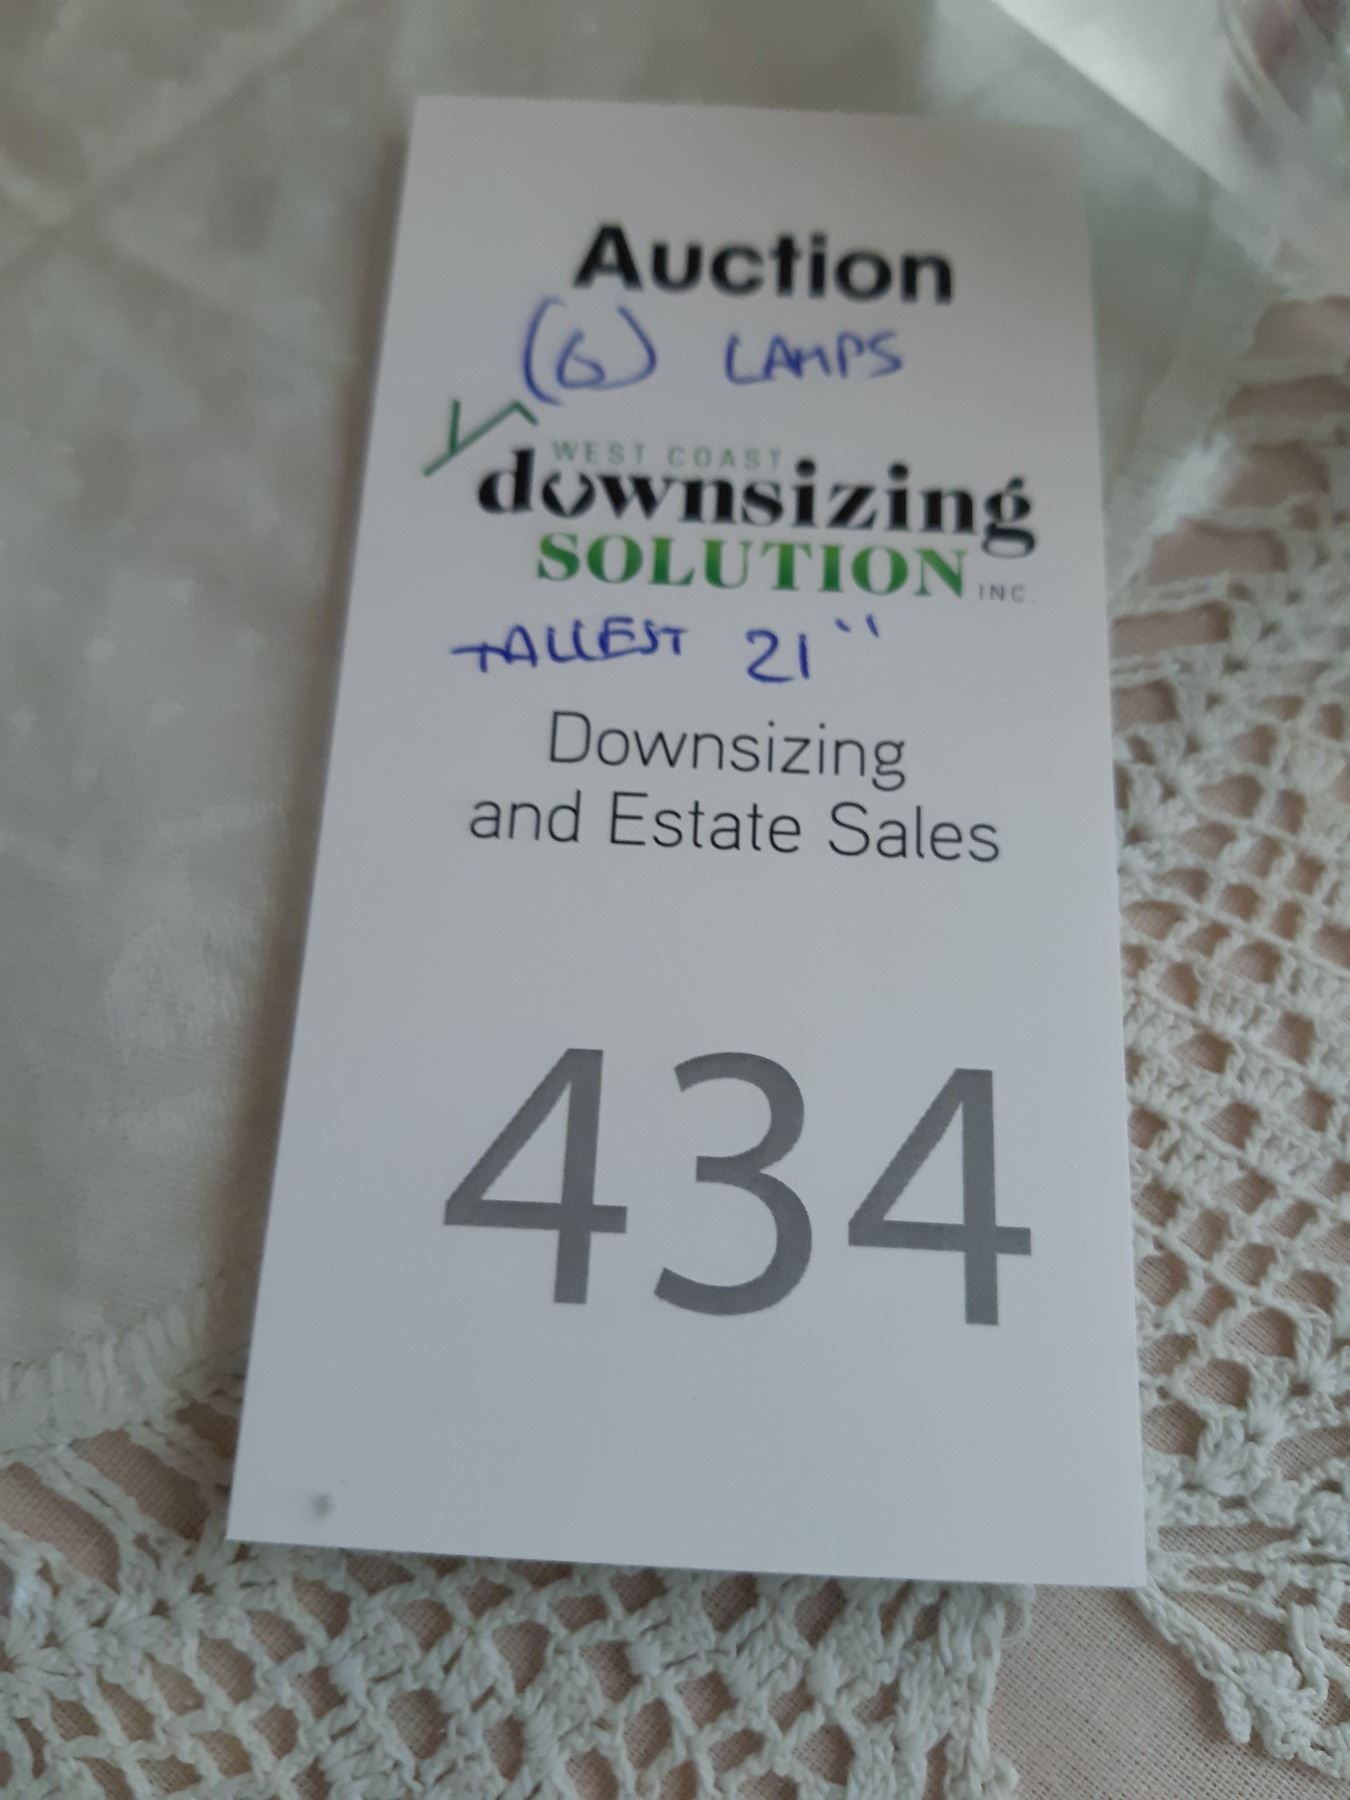 Auction
(6) LAMPS
WEST COAST
downsizing
SOLUTION INC.
TALLEST 21"
Downsizing
and Estate Sales
434